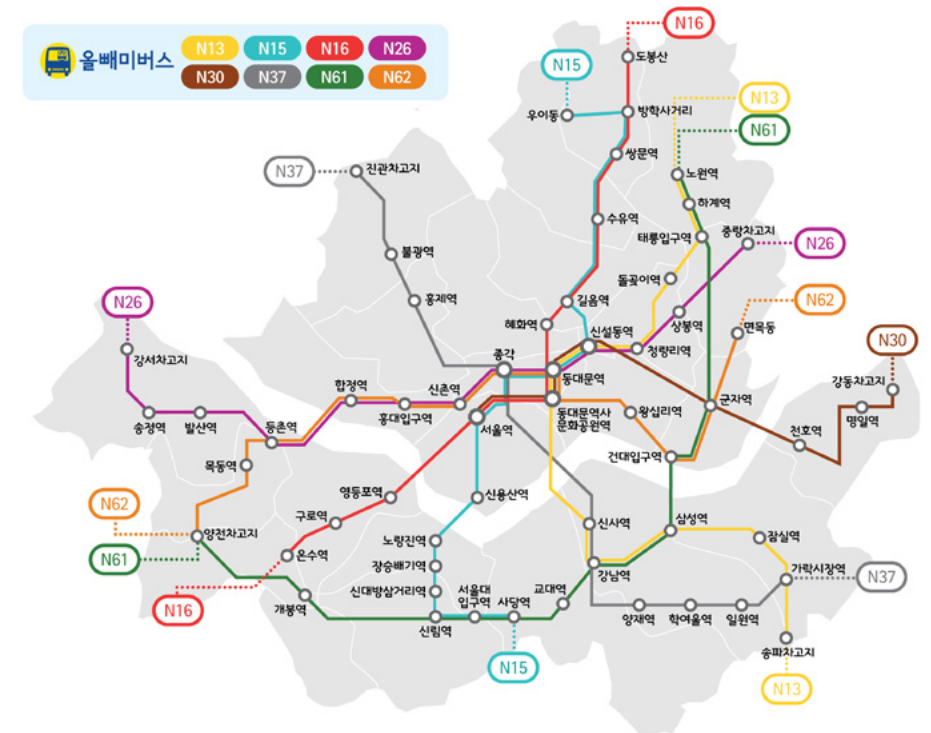 올빼미버스
N13 N15 N16 N26
N30 N37 N61 N62
N16
도봉산
N15
우이동
방학사거리
N13
N61
쌍문역
노원역
N37
진관차고지
하계역
수유역
태릉입구역
중랑차고지
N26
불광역
돌곶이역
N26
홍제역
길음역
상봉역
N62
혜화역
신설동역
면목동
청량리역
N30
강서차고지
종각
동대문역
강동차고지
합정역
신촌역
송정역
발산역
홍대입구역
등촌역
서울역
동대문역사
문화공원역
왕십리역
군자역
명일역
천호역
목동역
건대입구역
N62
영등포역
신용산역
양천차고지
구로역
신사역
삼성역
잠실역
노량진역
N61
온수역
장승배기역
강남역
가락시장역
N37
신대방삼거리역
서울대
입구역
사당역
교대역
N16
개봉역
신림역
양재역
학여울역
일원역
송파차고지
N15
N13